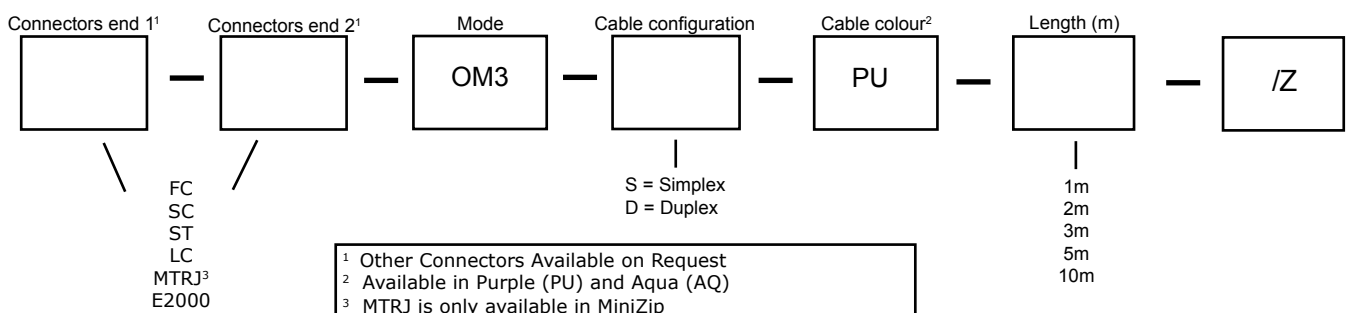 Connectors end 1¹
Connectors end 2¹
Mode
Cable configuration
Cable colour²
Length (m)
OM3
PU
/Z
FC
SC
ST
LC
MTRJ³
E2000
S = Simplex
D = Duplex
1m
2m
3m
5m
10m
¹ Other Connectors Available on Request
² Available in Purple (PU) and Aqua (AQ)
³ MTRJ is only available in MiniZip